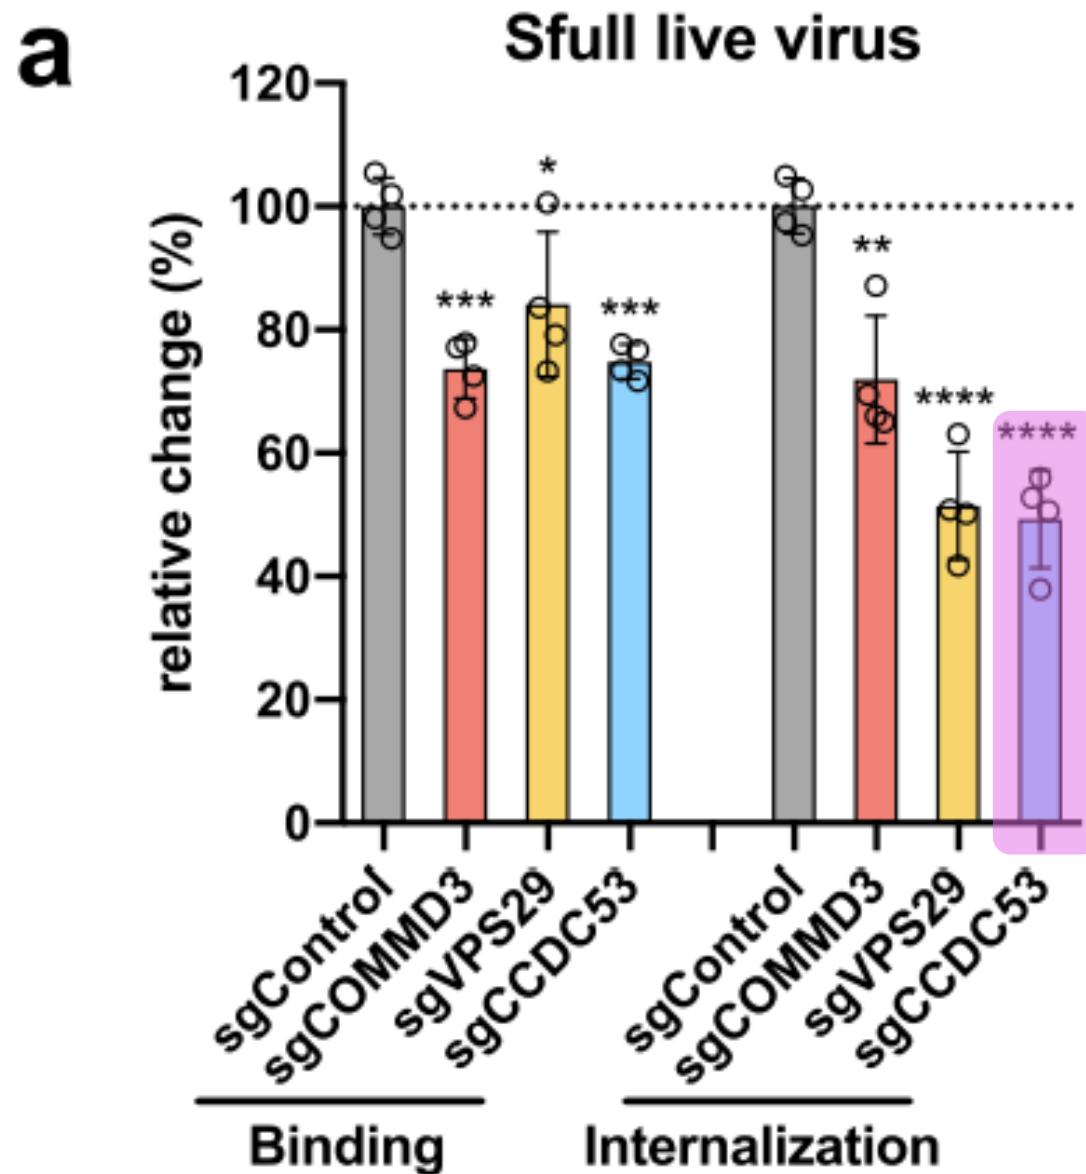 a
Sfull live virus
relative change (%)
120
100
80
60
40
20
0
***
*
***
**
****
****
sgControl
sgCOMMD3
sgVPS29
sgCCDC53
sgControl
sgCOMMD3
sgVPS29
sgCCDC53
Binding
Internalization